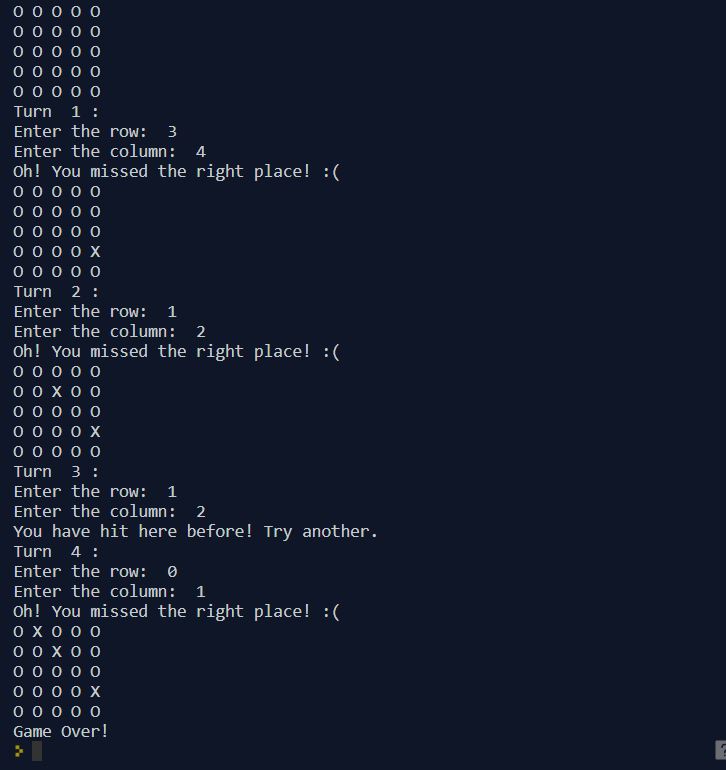 O O O O O
O O O O O
O O O O O
O O O O O
O O O O O
Turn  1 :
Enter the row:  3
Enter the column:  4
Oh! You missed the right place! :(
O O O O O
O O O O O
O O O O O
O O O O X
O O O O O
Turn  2 :
Enter the row:  1
Enter the column:  2
Oh! You missed the right place! :(
O O O O O
O O X O O
O O O O O
O O O O X
O O O O O
Turn  3 :
Enter the row:  1
Enter the column:  2
You have hit here before! Try another.
Turn  4 :
Enter the row:  0
Enter the column:  1
Oh! You missed the right place! :(
O X O O O
O O X O O
O O O O O
O O O O X
O O O O O
Game Over!
>
?